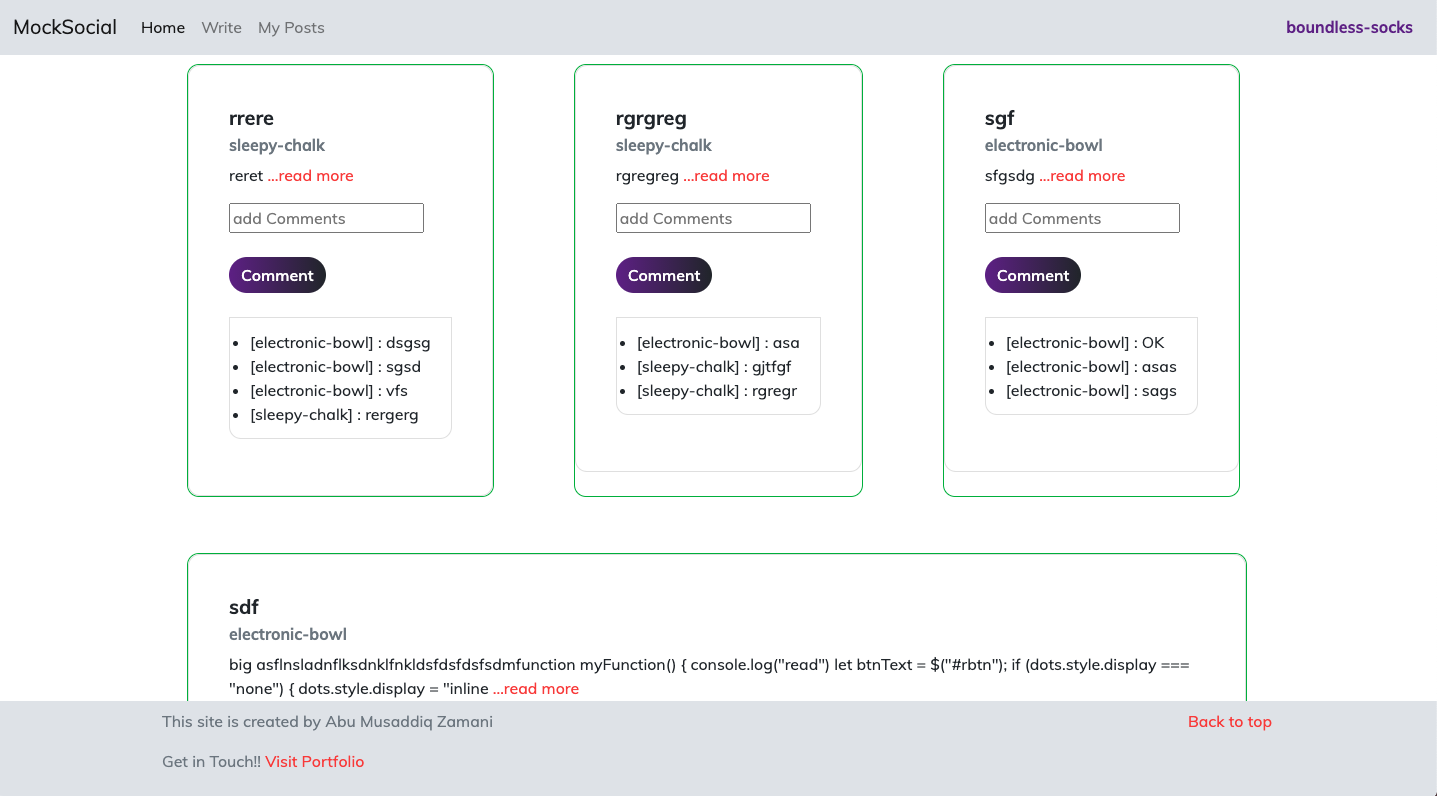 MockSocial Home Write My Posts boundless-socks
rrere
sleepy-chalk
reret ...read more
add Comments
Comment
[electronic-bowl] : dsgsg
[electronic-bowl] : sgsd
[electronic-bowl] : vfs
[sleepy-chalk] : rergerg
rgrgreg
sleepy-chalk
rgregreg ...read more
add Comments
Comment
[electronic-bowl] : asa
[sleepy-chalk] : gjtfgf
[sleepy-chalk] : rgregr
sgf
electronic-bowl
sfgsdg ...read more
add Comments
Comment
[electronic-bowl] : OK
[electronic-bowl] : asas
[electronic-bowl] : sags
sdf
electronic-bowl
big asflnsladnflksdnklfnkldsfdsfdsfsdmfunction myFunction() { console.log("read") let btnText = $("#rbtn"); if (dots.style.display ===
"none") { dots.style.display = "inline ...read more
This site is created by Abu Musaddiq Zamani
Back to top
Get in Touch!! Visit Portfolio